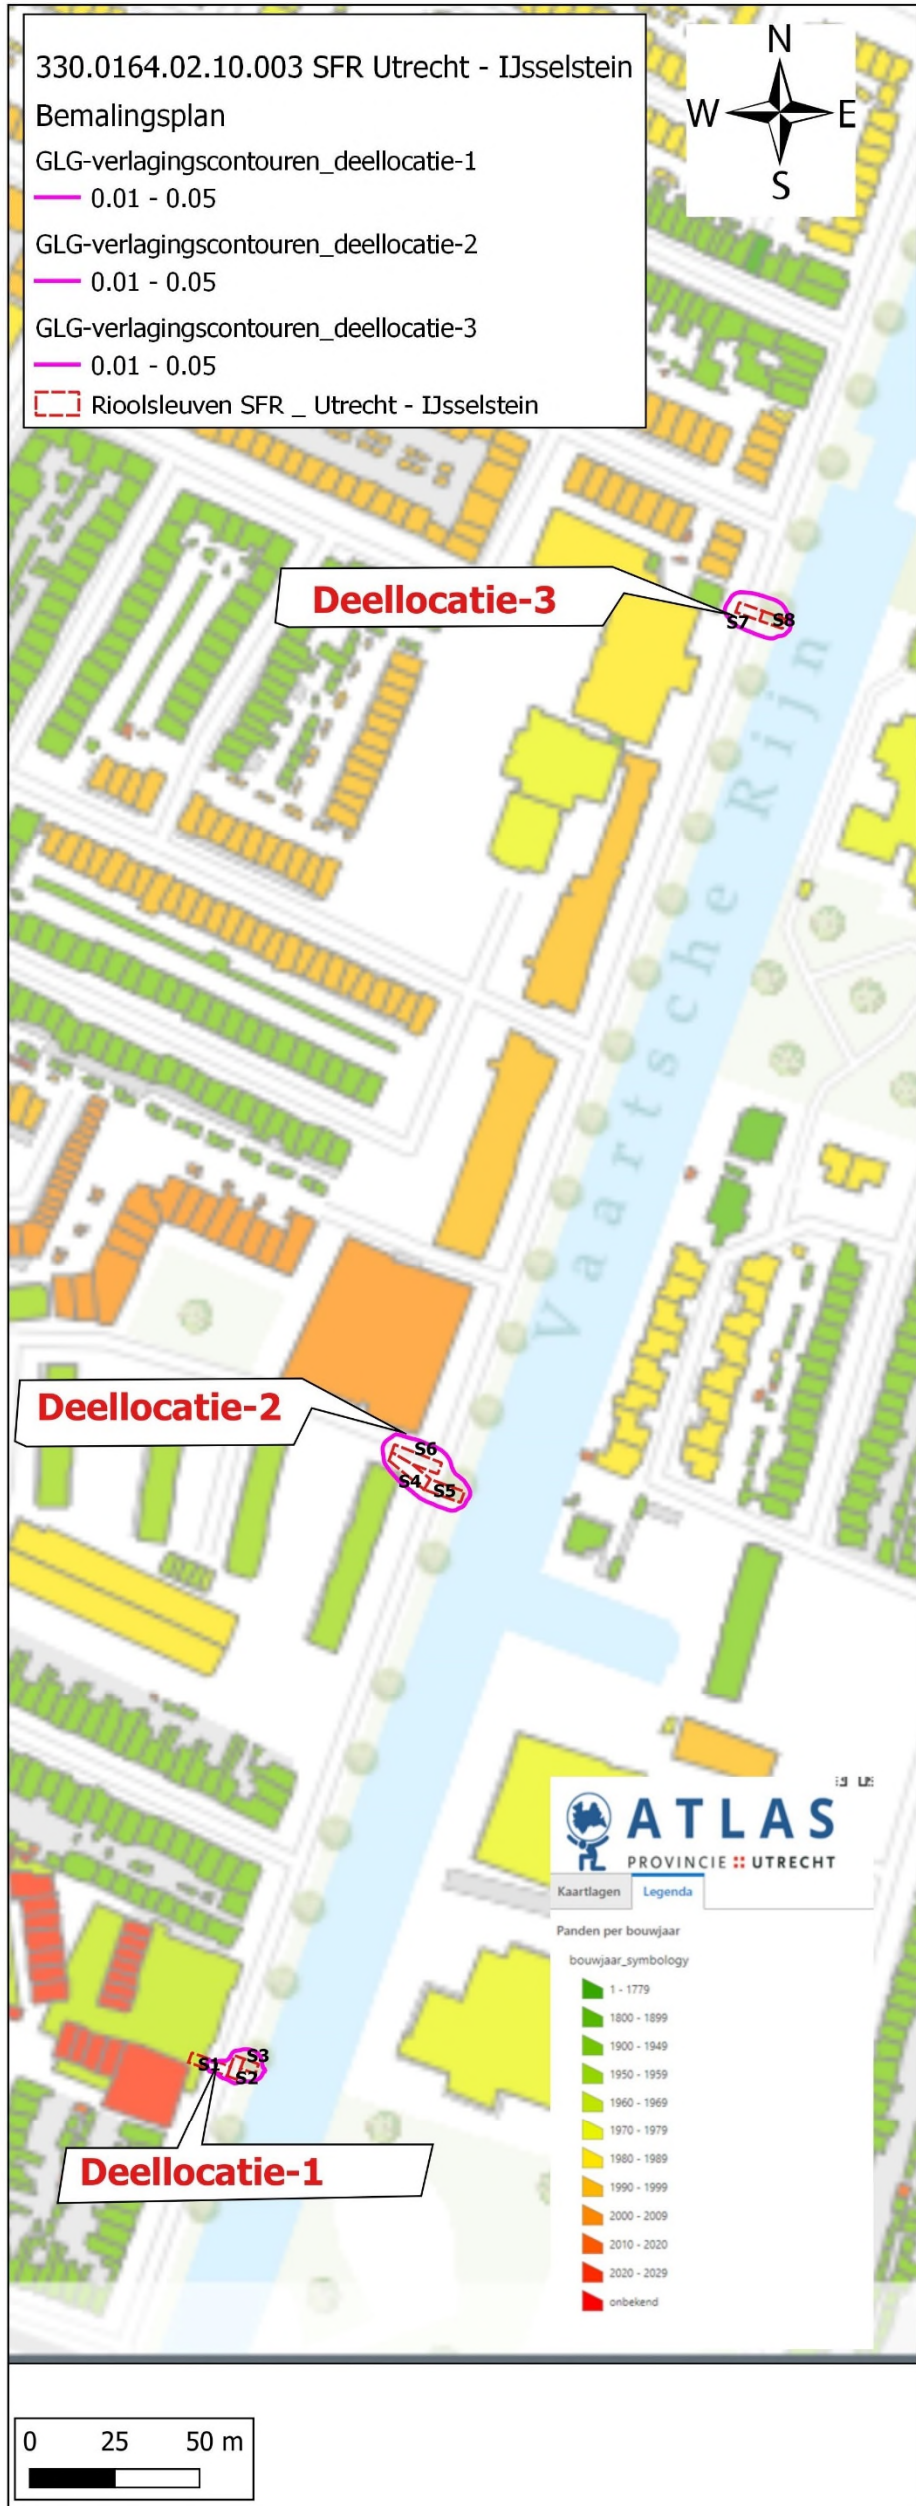 330.0164.02.10.003 SFR Utrecht - IJsselstein
Bemalingsplan
GLG-verlagingscontouren_deellocatie-1
0.01 - 0.05
GLG-verlagingscontouren_deellocatie-2
0.01 - 0.05
GLG-verlagingscontouren_deellocatie-3
0.01 - 0.05
Rioolsleuven SFR _ Utrecht - IJsselstein
N
W E
S
Deellocatie-3
S7 S8
Vaartsche Rijn
Deellocatie-2
S6
S4 S5
S1 S3
S2
Deellocatie-1
ATLAS
PROVINCIE UTRECHT
Kaartlagen Legenda
Panden per bouwjaar
bouwjaar_symbology
1 - 1779
1800 - 1899
1900 - 1949
1950 - 1959
1960 - 1969
1970 - 1979
1980 - 1989
1990 - 1999
2000 - 2009
2010 - 2020
2020 - 2029
onbekend
0 25 50 m